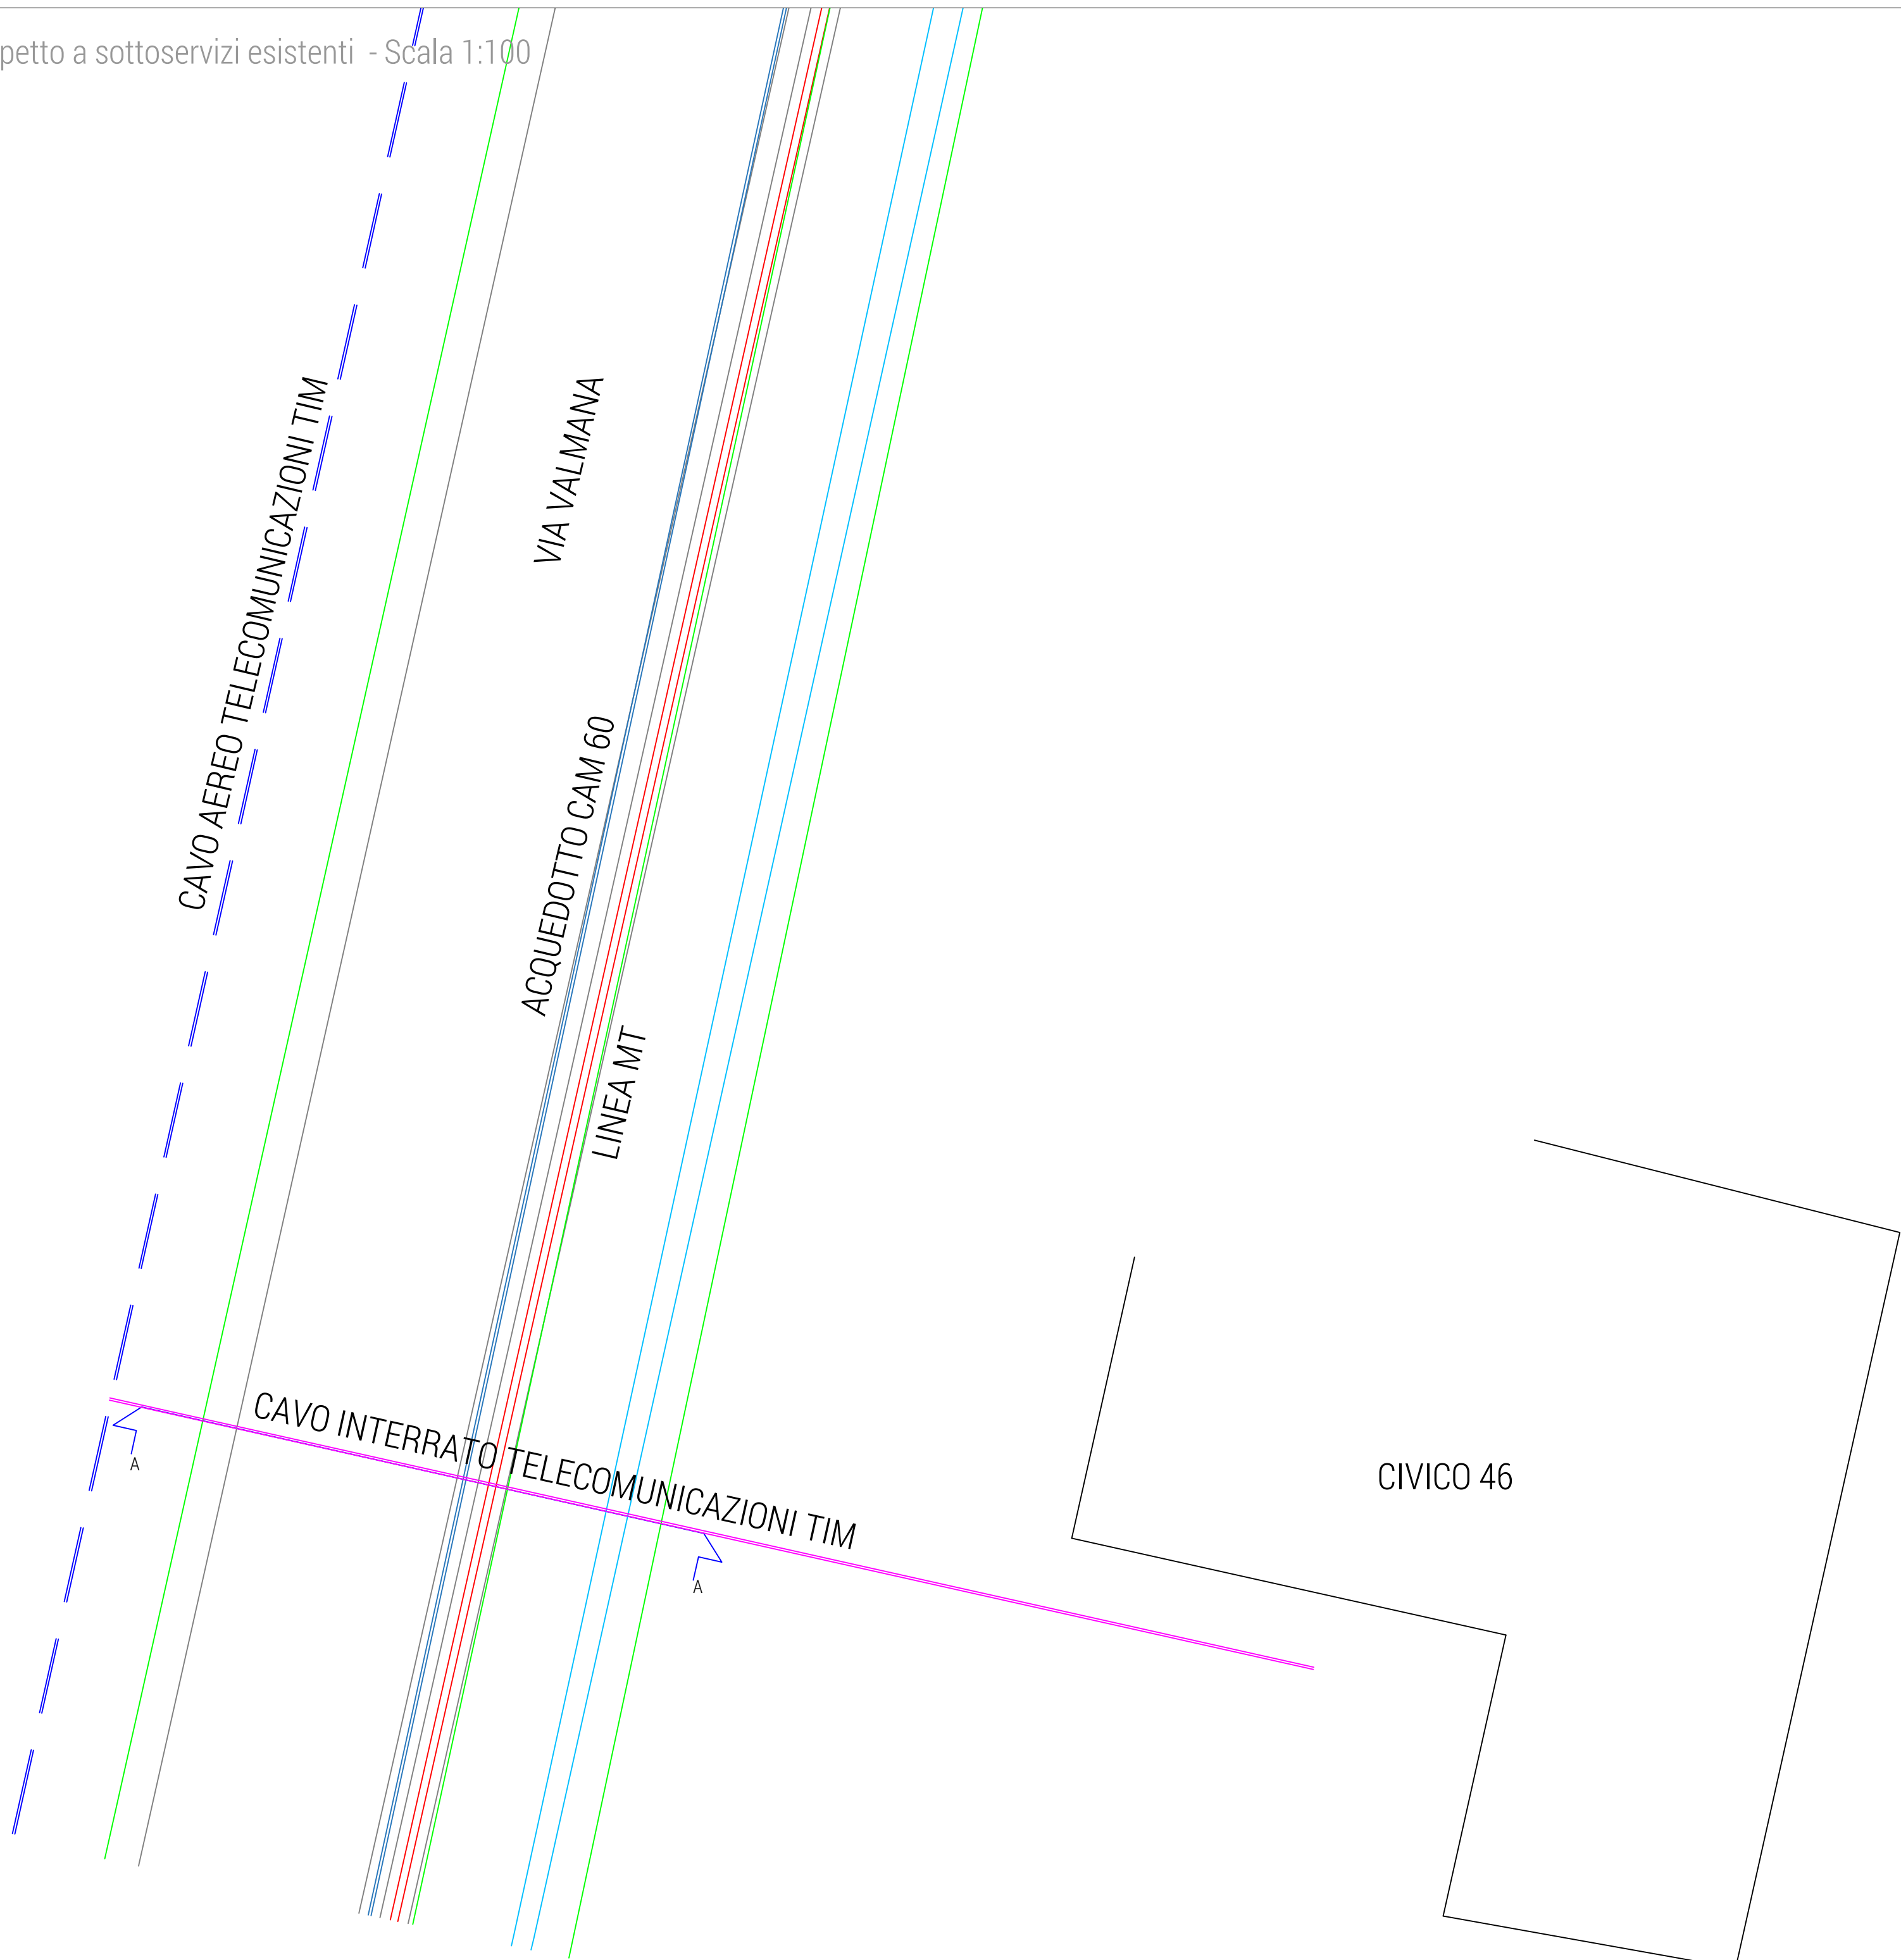 petto a sottoservizi esistenti - Scala 1:100
CAVO AEREO TELECOMUNICAZIONI TIM
VIA VALMANA
ACQUEDOTTO CAM 60
LINEA MT
CAVO INTERRATO TELECOMUNICAZIONI TIM
A
A
CIVICO 46